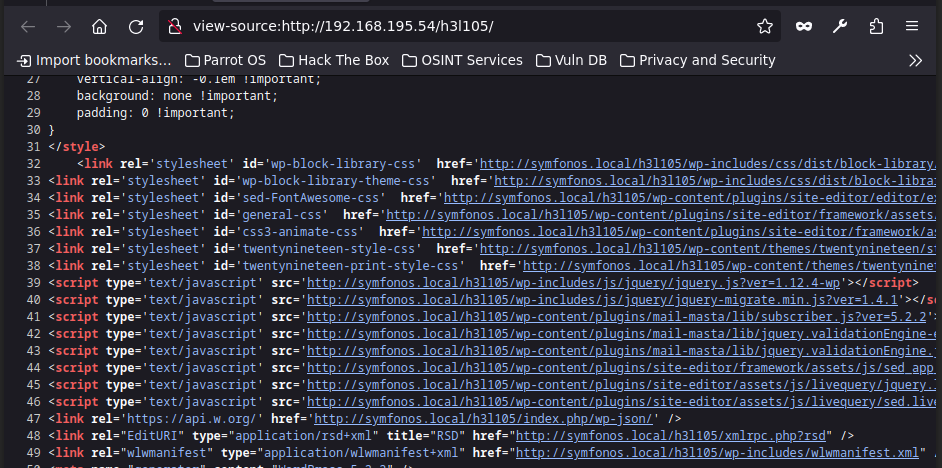 view-source:http://192.168.195.54/h3l105/
Import bookmarks... Parrot OS Hack The Box OSINT Services Vuln DB Privacy and Security
27 vertical-align: -0.1em !important;
28 background: none !important;
29 padding: 0 !important;
30 }
31 </style>
32 <link rel='stylesheet' id='wp-block-library-css' href='http://symfonos.local/h3l105/wp-includes/css/dist/block-library
33 <link rel='stylesheet' id='wp-block-library-theme-css' href='http://symfonos.local/h3l105/wp-includes/css/dist/block-libra
34 <link rel='stylesheet' id='sed-FontAwesome-css' href='http://symfonos.local/h3l105/wp-content/plugins/site-editor/editor/ex
35 <link rel='stylesheet' id='general-css' href='http://symfonos.local/h3l105/wp-content/plugins/site-editor/framework/assets/
36 <link rel='stylesheet' id='css3-animate-css' href='http://symfonos.local/h3l105/wp-content/plugins/site-editor/framework/as
37 <link rel='stylesheet' id='twentynineteen-style-css' href='http://symfonos.local/h3l105/wp-content/themes/twentynineteen/st
38 <link rel='stylesheet' id='twentynineteen-print-style-css' href='http://symfonos.local/h3l105/wp-content/themes/twentyninet
39 <script type='text/javascript' src='http://symfonos.local/h3l105/wp-includes/js/jquery/jquery.js?ver=1.12.4-wp'></script>
40 <script type='text/javascript' src='http://symfonos.local/h3l105/wp-includes/js/jquery/jquery-migrate.min.js?ver=1.4.1'></sc
41 <script type='text/javascript' src='http://symfonos.local/h3l105/wp-content/plugins/mail-masta/lib/subscriber.js?ver=5.2.2'>
42 <script type='text/javascript' src='http://symfonos.local/h3l105/wp-content/plugins/mail-masta/lib/jquery.validationEngine-e
43 <script type='text/javascript' src='http://symfonos.local/h3l105/wp-content/plugins/mail-masta/lib/jquery.validationEngine.j
44 <script type='text/javascript' src='http://symfonos.local/h3l105/wp-content/plugins/site-editor/framework/assets/js/sed_app
45 <script type='text/javascript' src='http://symfonos.local/h3l105/wp-content/plugins/site-editor/assets/js/livequery/jquery.l
46 <script type='text/javascript' src='http://symfonos.local/h3l105/wp-content/plugins/site-editor/assets/js/livequery/sed.live
47 <link rel='https://api.w.org/' href='http://symfonos.local/h3l105/index.php/wp-json/' />
48 <link rel="EditURI" type="application/rsd+xml" title="RSD" href="http://symfonos.local/h3l105/xmlrpc.php?rsd" />
49 <link rel="wlwmanifest" type="application/wlwmanifest+xml" href="http://symfonos.local/h3l105/wp-includes/wlwmanifest.xml" /